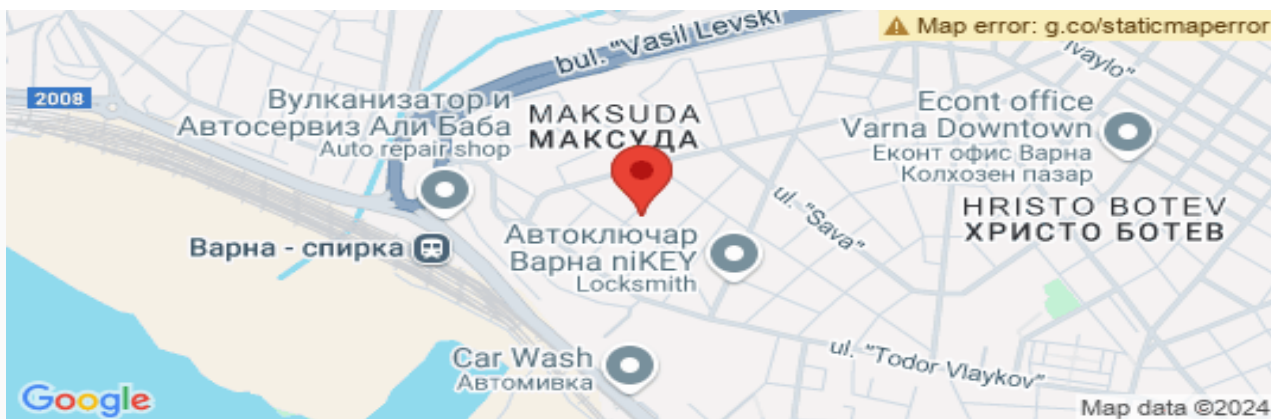 bul. "Vasil Levski
Map error: g.co/staticmaperror
Ivaylo"
2008
Вулканизатор и
Автосервиз Али Баба
Auto repair shop
MAKSUDA
МАКСУДА
Econt office
Varna Downtown
Еконт офис Варна
Колхозен пазар
ul. "Sava"
HRISTO BOTEV
ХРИСТО БОТЕВ
Варна - спирка
Автоключар
Варна niKEY
Locksmith
ul. "Todor Vlaykov"
Car Wash
Автомивка
Google
Map data ©2024